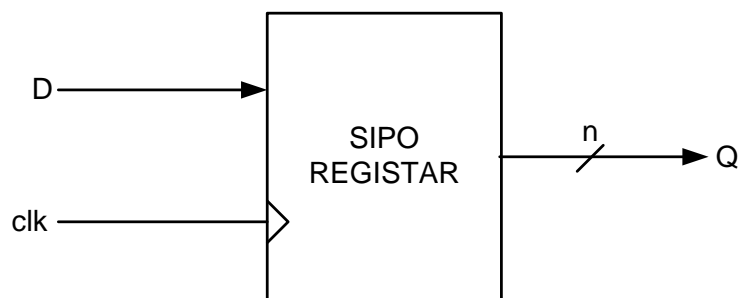 D
SIPO
REGISTAR
n
Q
clk